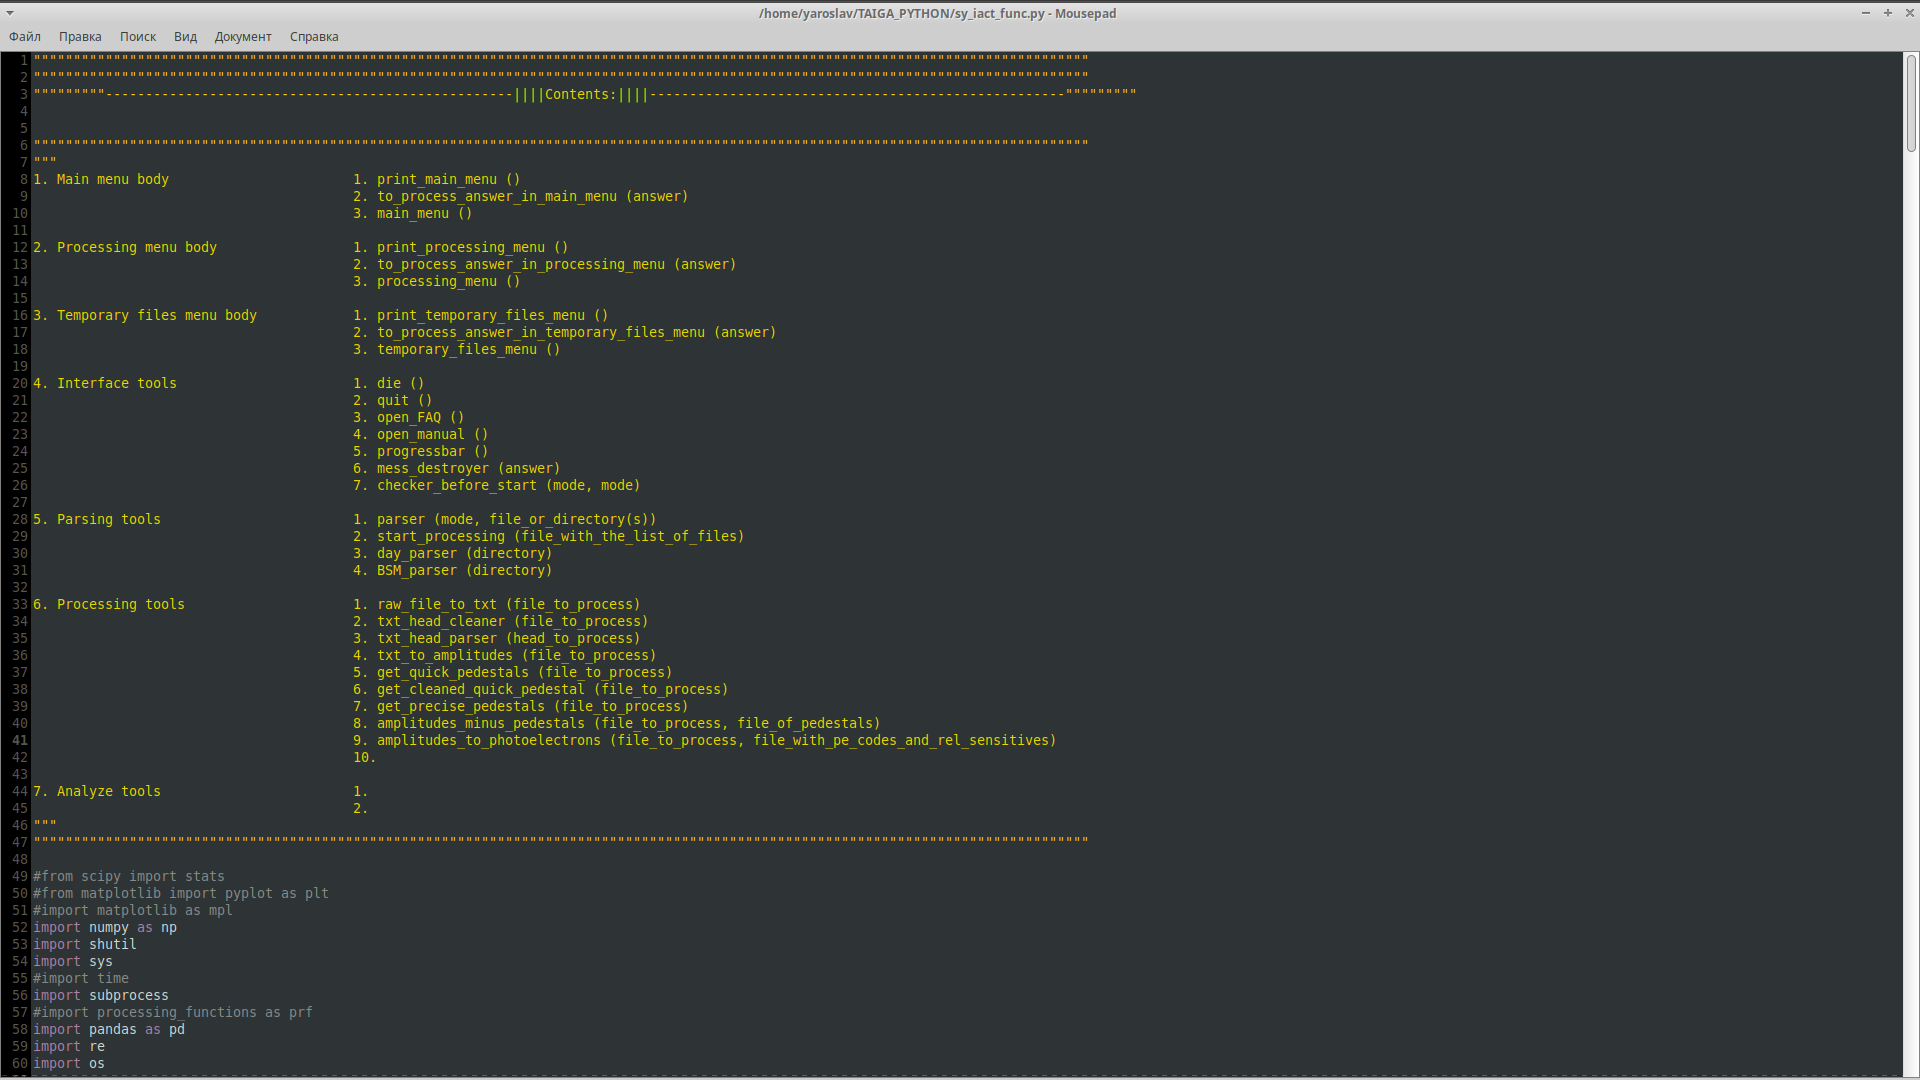 /home/yaroslav/TAIGA_PYTHON/sy_iact_func.py - Mousepad
Файл Правка Поиск Вид Документ Справка
1 """"""""""""""""""""""""""""""""""""""""""""""""""""""""""""""""""""""""""""""""""""""""""""""""""""""""""""""""""""""""""""""""""""
2 """"""""""""""""""""""""""""""""""""""""""""""""""""""""""""""""""""""""""""""""""""""""""""""""""""""""""""""""""""""""""""""""""""
3 """""""""---------------------------------------------------||||Contents:||||----------------------------------------------------"""""""""
4
5
6 """"""""""""""""""""""""""""""""""""""""""""""""""""""""""""""""""""""""""""""""""""""""""""""""""""""""""""""""""""""""""""""""""""
7 """
8 1. Main menu body 1. print_main_menu ()
9 2. to_process_answer_in_main_menu (answer)
10 3. main_menu ()
11
12 2. Processing menu body 1. print_processing_menu ()
13 2. to_process_answer_in_processing_menu (answer)
14 3. processing_menu ()
15
16 3. Temporary files menu body 1. print_temporary_files_menu ()
17 2. to_process_answer_in_temporary_files_menu (answer)
18 3. temporary_files_menu ()
19
20 4. Interface tools 1. die ()
21 2. quit ()
22 3. open_FAQ ()
23 4. open_manual ()
24 5. progressbar ()
25 6. mess_destroyer (answer)
26 7. checker_before_start (mode, mode)
27
28 5. Parsing tools 1. parser (mode, file_or_directory(s))
29 2. start_processing (file_with_the_list_of_files)
30 3. day_parser (directory)
31 4. BSM_parser (directory)
32
33 6. Processing tools 1. raw_file_to_txt (file_to_process)
34 2. txt_head_cleaner (file_to_process)
35 3. txt_head_parser (head_to_process)
36 4. txt_to_amplitudes (file_to_process)
37 5. get_quick_pedestals (file_to_process)
38 6. get_cleaned_quick_pedestal (file_to_process)
39 7. get_precise_pedestals (file_to_process)
40 8. amplitudes_minus_pedestals (file_to_process, file_of_pedestals)
41 9. amplitudes_to_photoelectrons (file_to_process, file_with_pe_codes_and_rel_sensitives)
42 10.
43
44 7. Analyze tools 1.
45 2.
46 """
47 """"""""""""""""""""""""""""""""""""""""""""""""""""""""""""""""""""""""""""""""""""""""""""""""""""""""""""""""""""""""""""""""""""
48
49 #from scipy import stats
50 #from matplotlib import pyplot as plt
51 #import matplotlib as mpl
52 import numpy as np
53 import shutil
54 import sys
55 #import time
56 import subprocess
57 #import processing_functions as prf
58 import pandas as pd
59 import re
60 import os